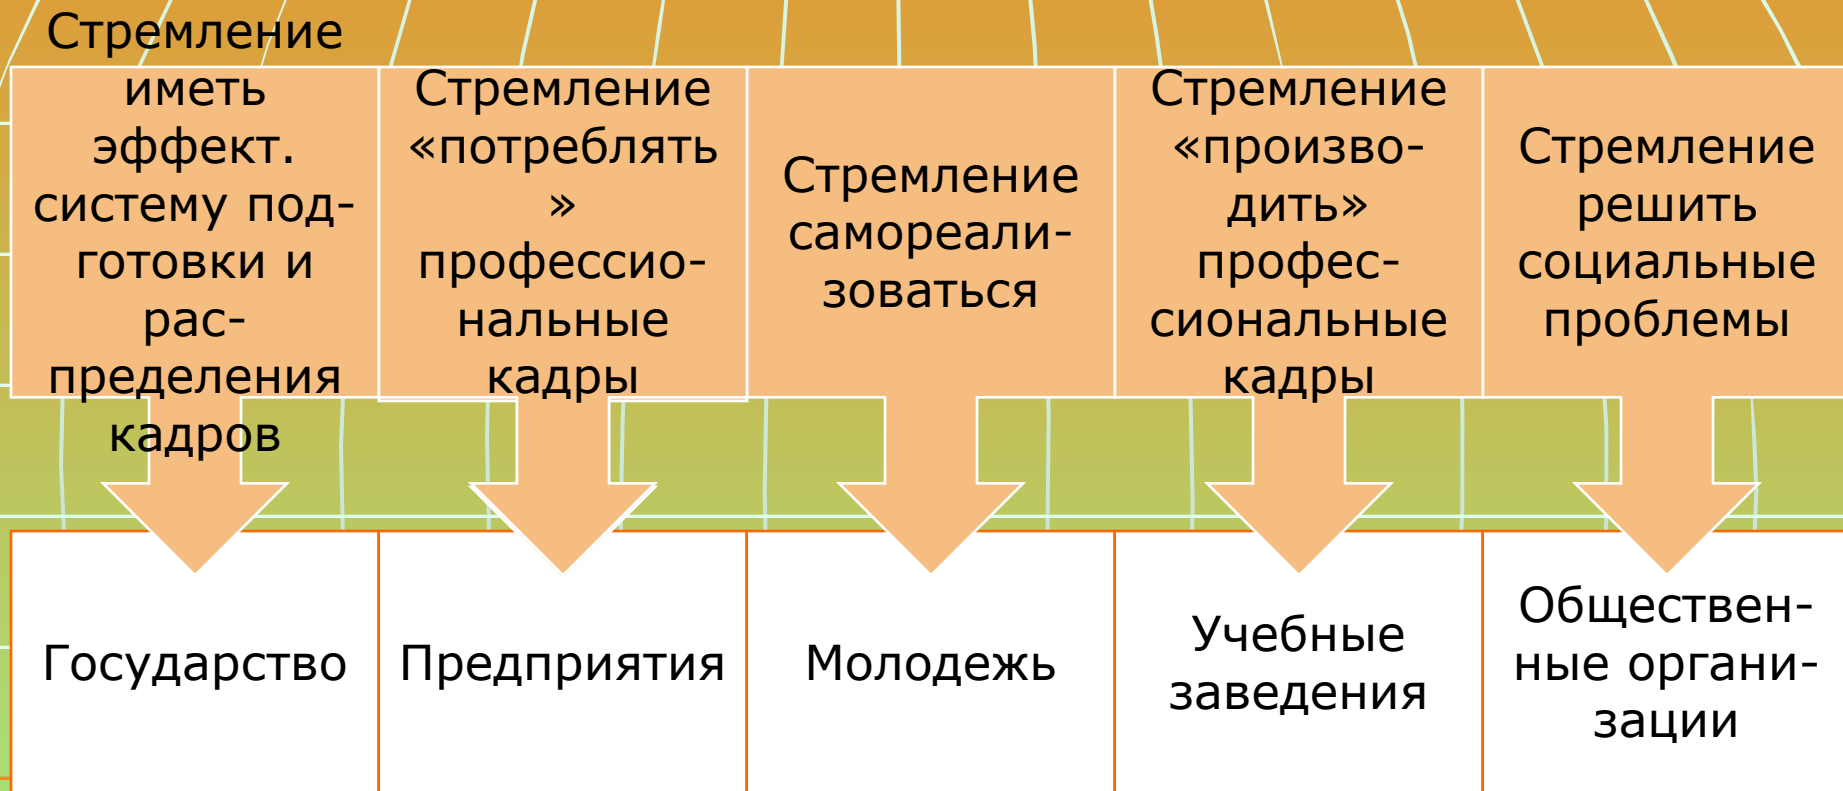 Стремление
иметь
эффект.
систему под-
готовки и
рас-
пределения
кадров
Стремление
«потреблять
»
профессио-
нальные
кадры
Стремление
самореали-
зоваться
Стремление
«произво-
дить»
профес-
сиональные
кадры
Стремление
решить
социальные
проблемы
Государство
Предприятия
Молодежь
Учебные
заведения
Обществен-
ные органи-
зации